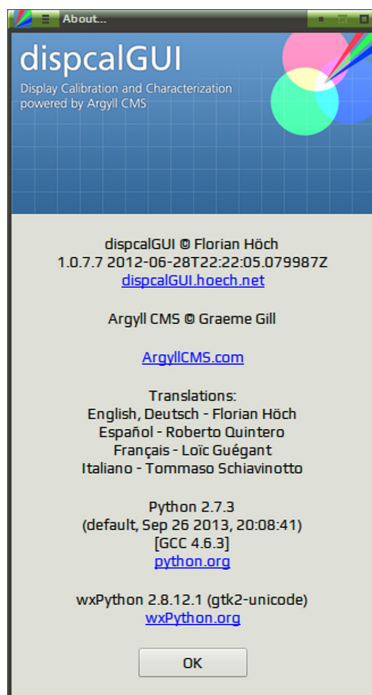 About...
dispcalGUI
Display Calibration and Characterization
powered by Argyll CMS
dispcalGUI © Florian Höch
1.0.7.7 2012-06-28T22:22:05.079987Z
dispcalGUI.hoech.net
Argyll CMS © Graeme Gill
ArgyllCMS.com
Translations:
English, Deutsch - Florian Höch
Español - Roberto Quintero
Français - Loïc Guégant
Italiano - Tommaso Schiavinotto
Python 2.7.3
(default, Sep 26 2013, 20:08:41)
[GCC 4.6.3]
python.org
wxPython 2.8.12.1 (gtk2-unicode)
wxPython.org
OK